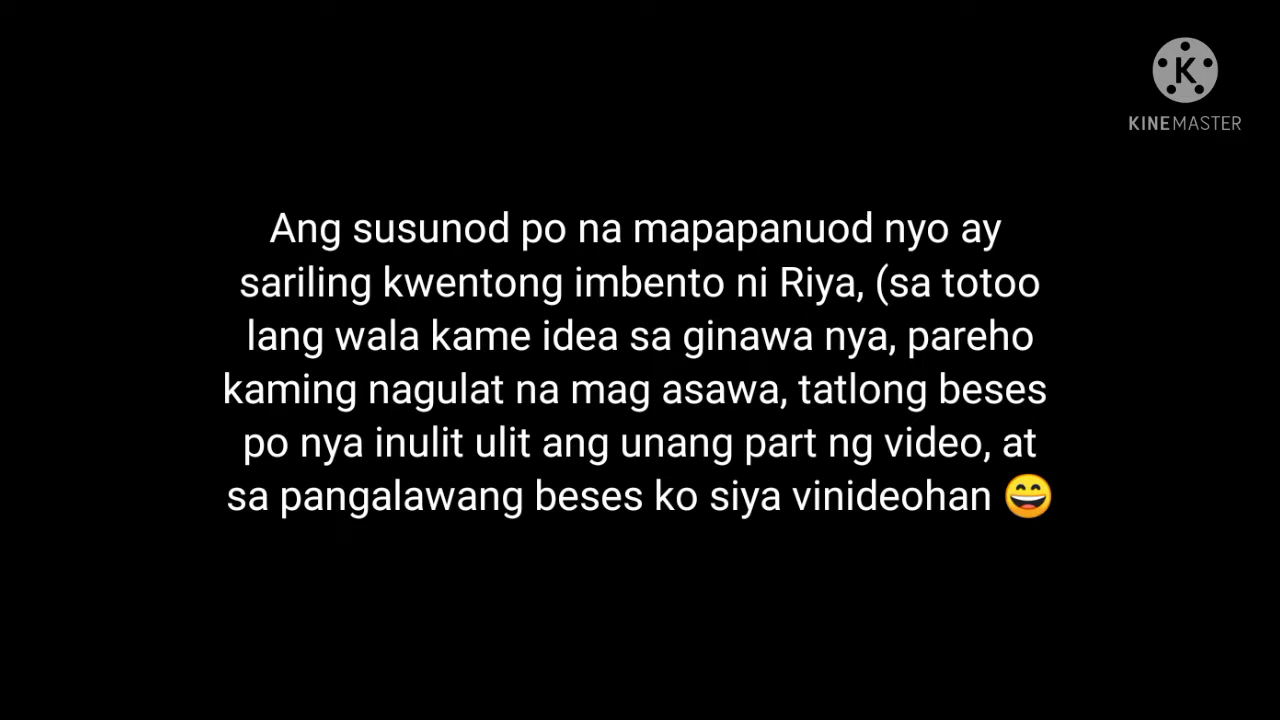 KINEMASTER
Ang susunod po na mapapanuod nyo ay
sariling kwentong imbento ni Riya, (sa totoo
lang wala kame idea sa ginawa nya, pareho
kaming nagulat na mag asawa, tatlong beses
po nya inulit ulit ang unang part ng video, at
sa pangalawang beses ko siya vinideohan 😄